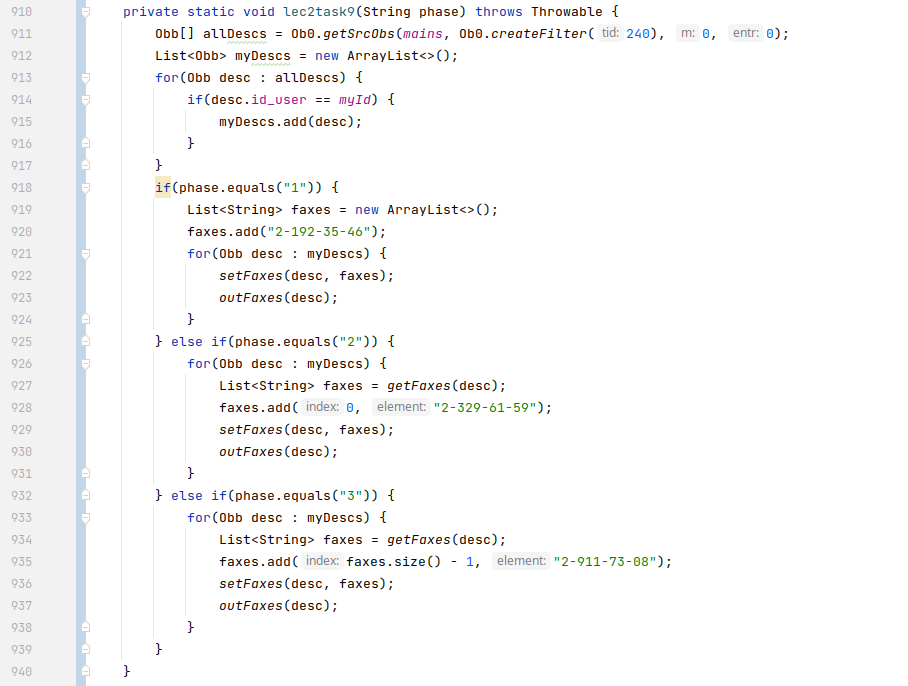 910 private static void lec2task9(String phase) throws Throwable {
911 Obb[] allDescs = Ob0.getSrcObs(mains, Ob0.createFilter( tid: 240), m: 0, entr: 0);
912 List<Obb> myDescs = new ArrayList<>();
913 for(Obb desc : allDescs) {
914 if(desc.id_user == myId) {
915 myDescs.add(desc);
916 }
917 }
918 if(phase.equals("1")) {
919 List<String> faxes = new ArrayList<>();
920 faxes.add("2-192-35-46");
921 for(Obb desc : myDescs) {
922 setFaxes(desc, faxes);
923 outFaxes(desc);
924 }
925 } else if(phase.equals("2")) {
926 for(Obb desc : myDescs) {
927 List<String> faxes = getFaxes(desc);
928 faxes.add( index: 0, element: "2-329-61-59");
929 setFaxes(desc, faxes);
930 outFaxes(desc);
931 }
932 } else if(phase.equals("3")) {
933 for(Obb desc : myDescs) {
934 List<String> faxes = getFaxes(desc);
935 faxes.add( index: faxes.size() - 1, element: "2-911-73-08");
936 setFaxes(desc, faxes);
937 outFaxes(desc);
938 }
939 }
940 }